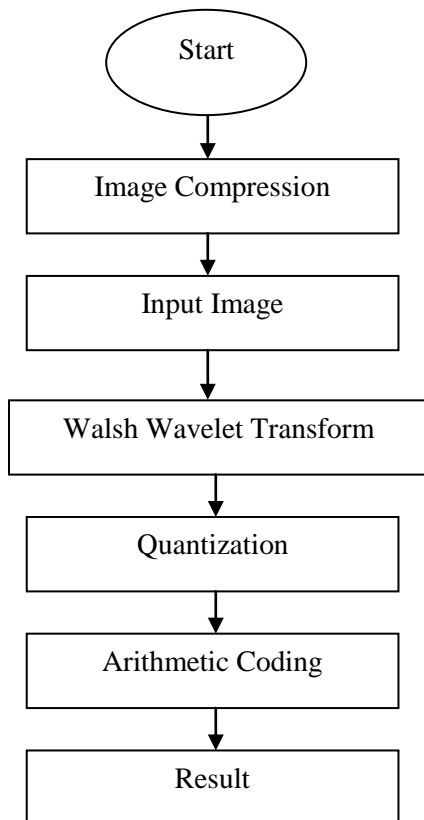 Start
Image Compression
Input Image
Walsh Wavelet Transform
Quantization
Arithmetic Coding
Result